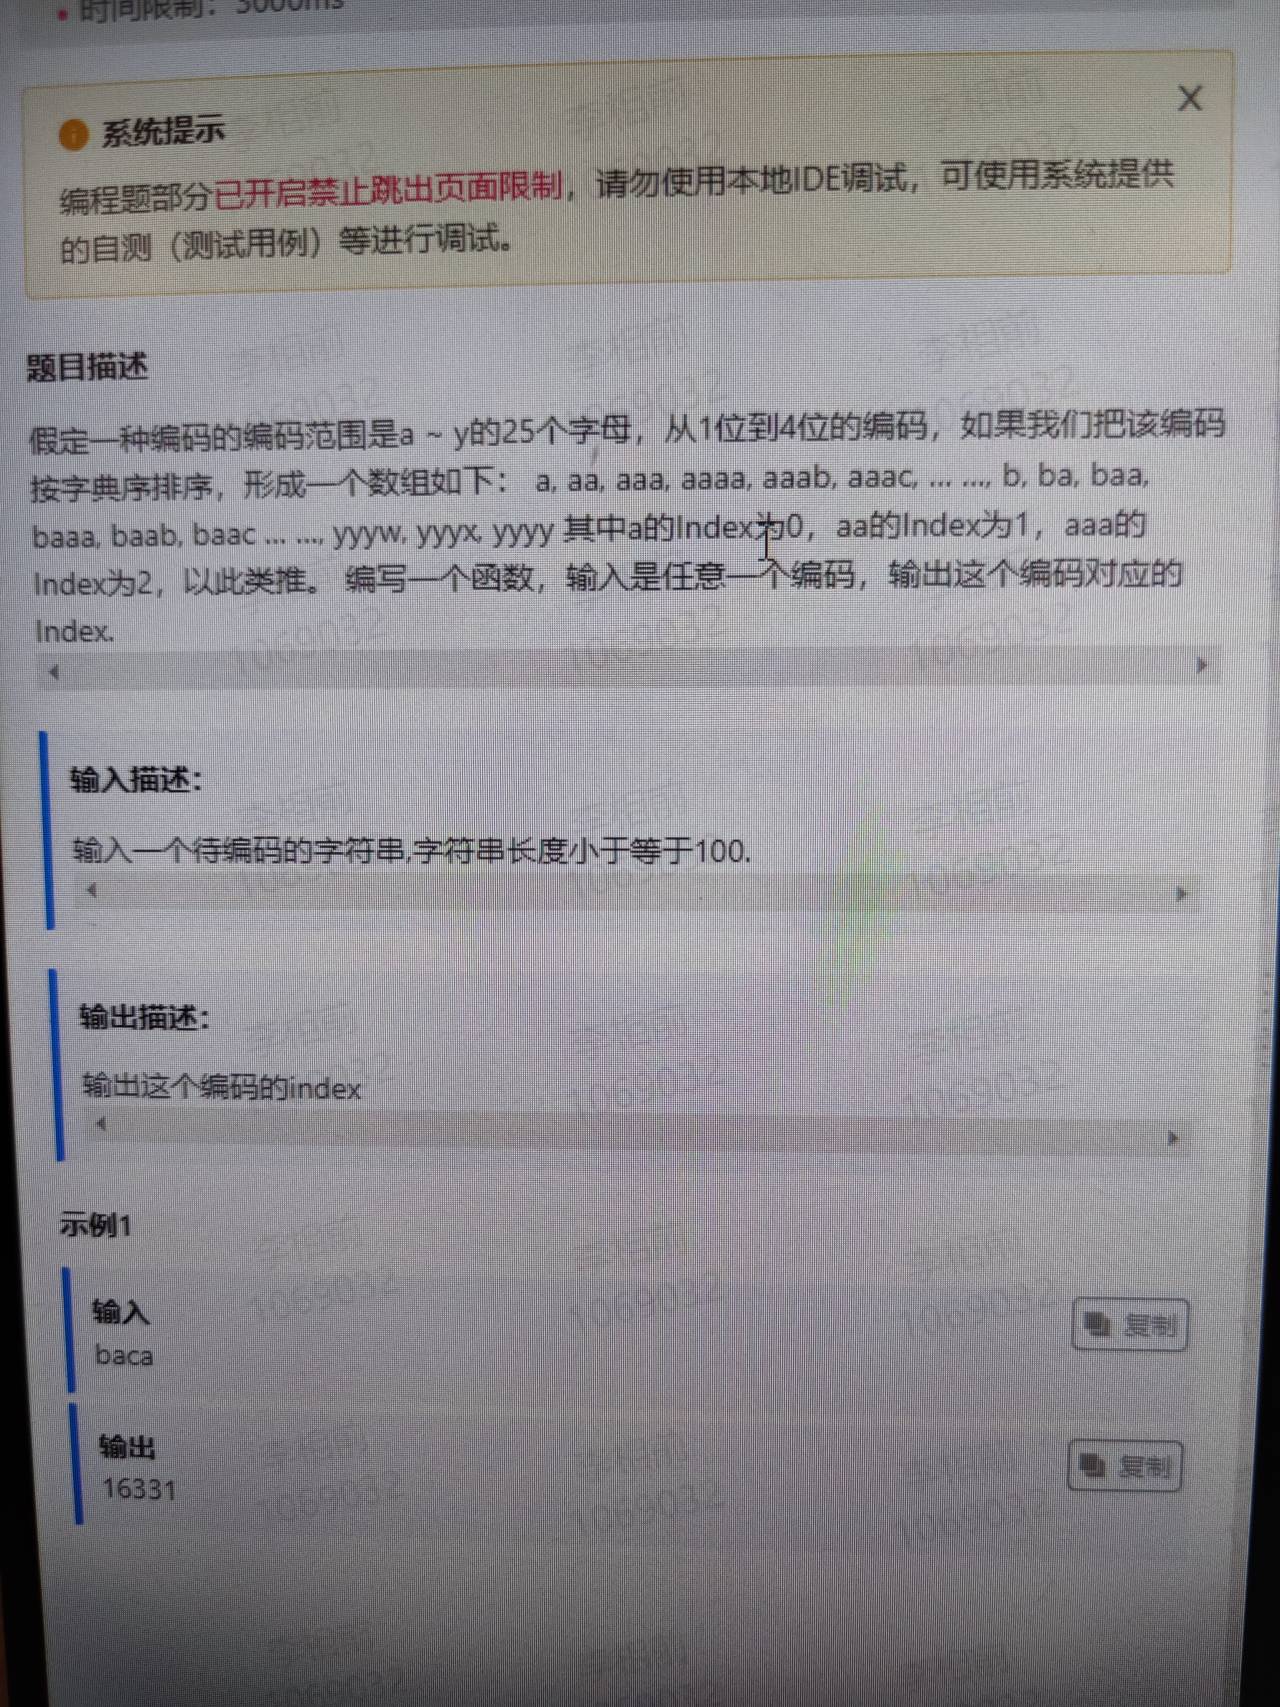 时间限制：3000ms
系统提示
编程题部分已开启禁止跳出页面限制，请勿使用本地IDE调试，可使用系统提供
的自测（测试用例）等进行调试。
题目描述
假定一种编码的编码范围是a ~ y的25个字母，从1位到4位的编码，如果我们把该编码
按字典序排序，形成一个数组如下： a, aa, aaa, aaaa, aaab, aaac, ... ..., b, ba, baa,
baaa, baab, baac ... ..., yyyw, yyyx, yyyy 其中a的Index为0，aa的Index为1，aaa的
Index为2，以此类推。 编写一个函数，输入是任意一个编码，输出这个编码对应的
Index.
输入描述：
输入一个待编码的字符串,字符串长度小于等于100.
输出描述：
输出这个编码的index
示例1
输入
baca
复制
输出
16331
复制
李相前
1069032